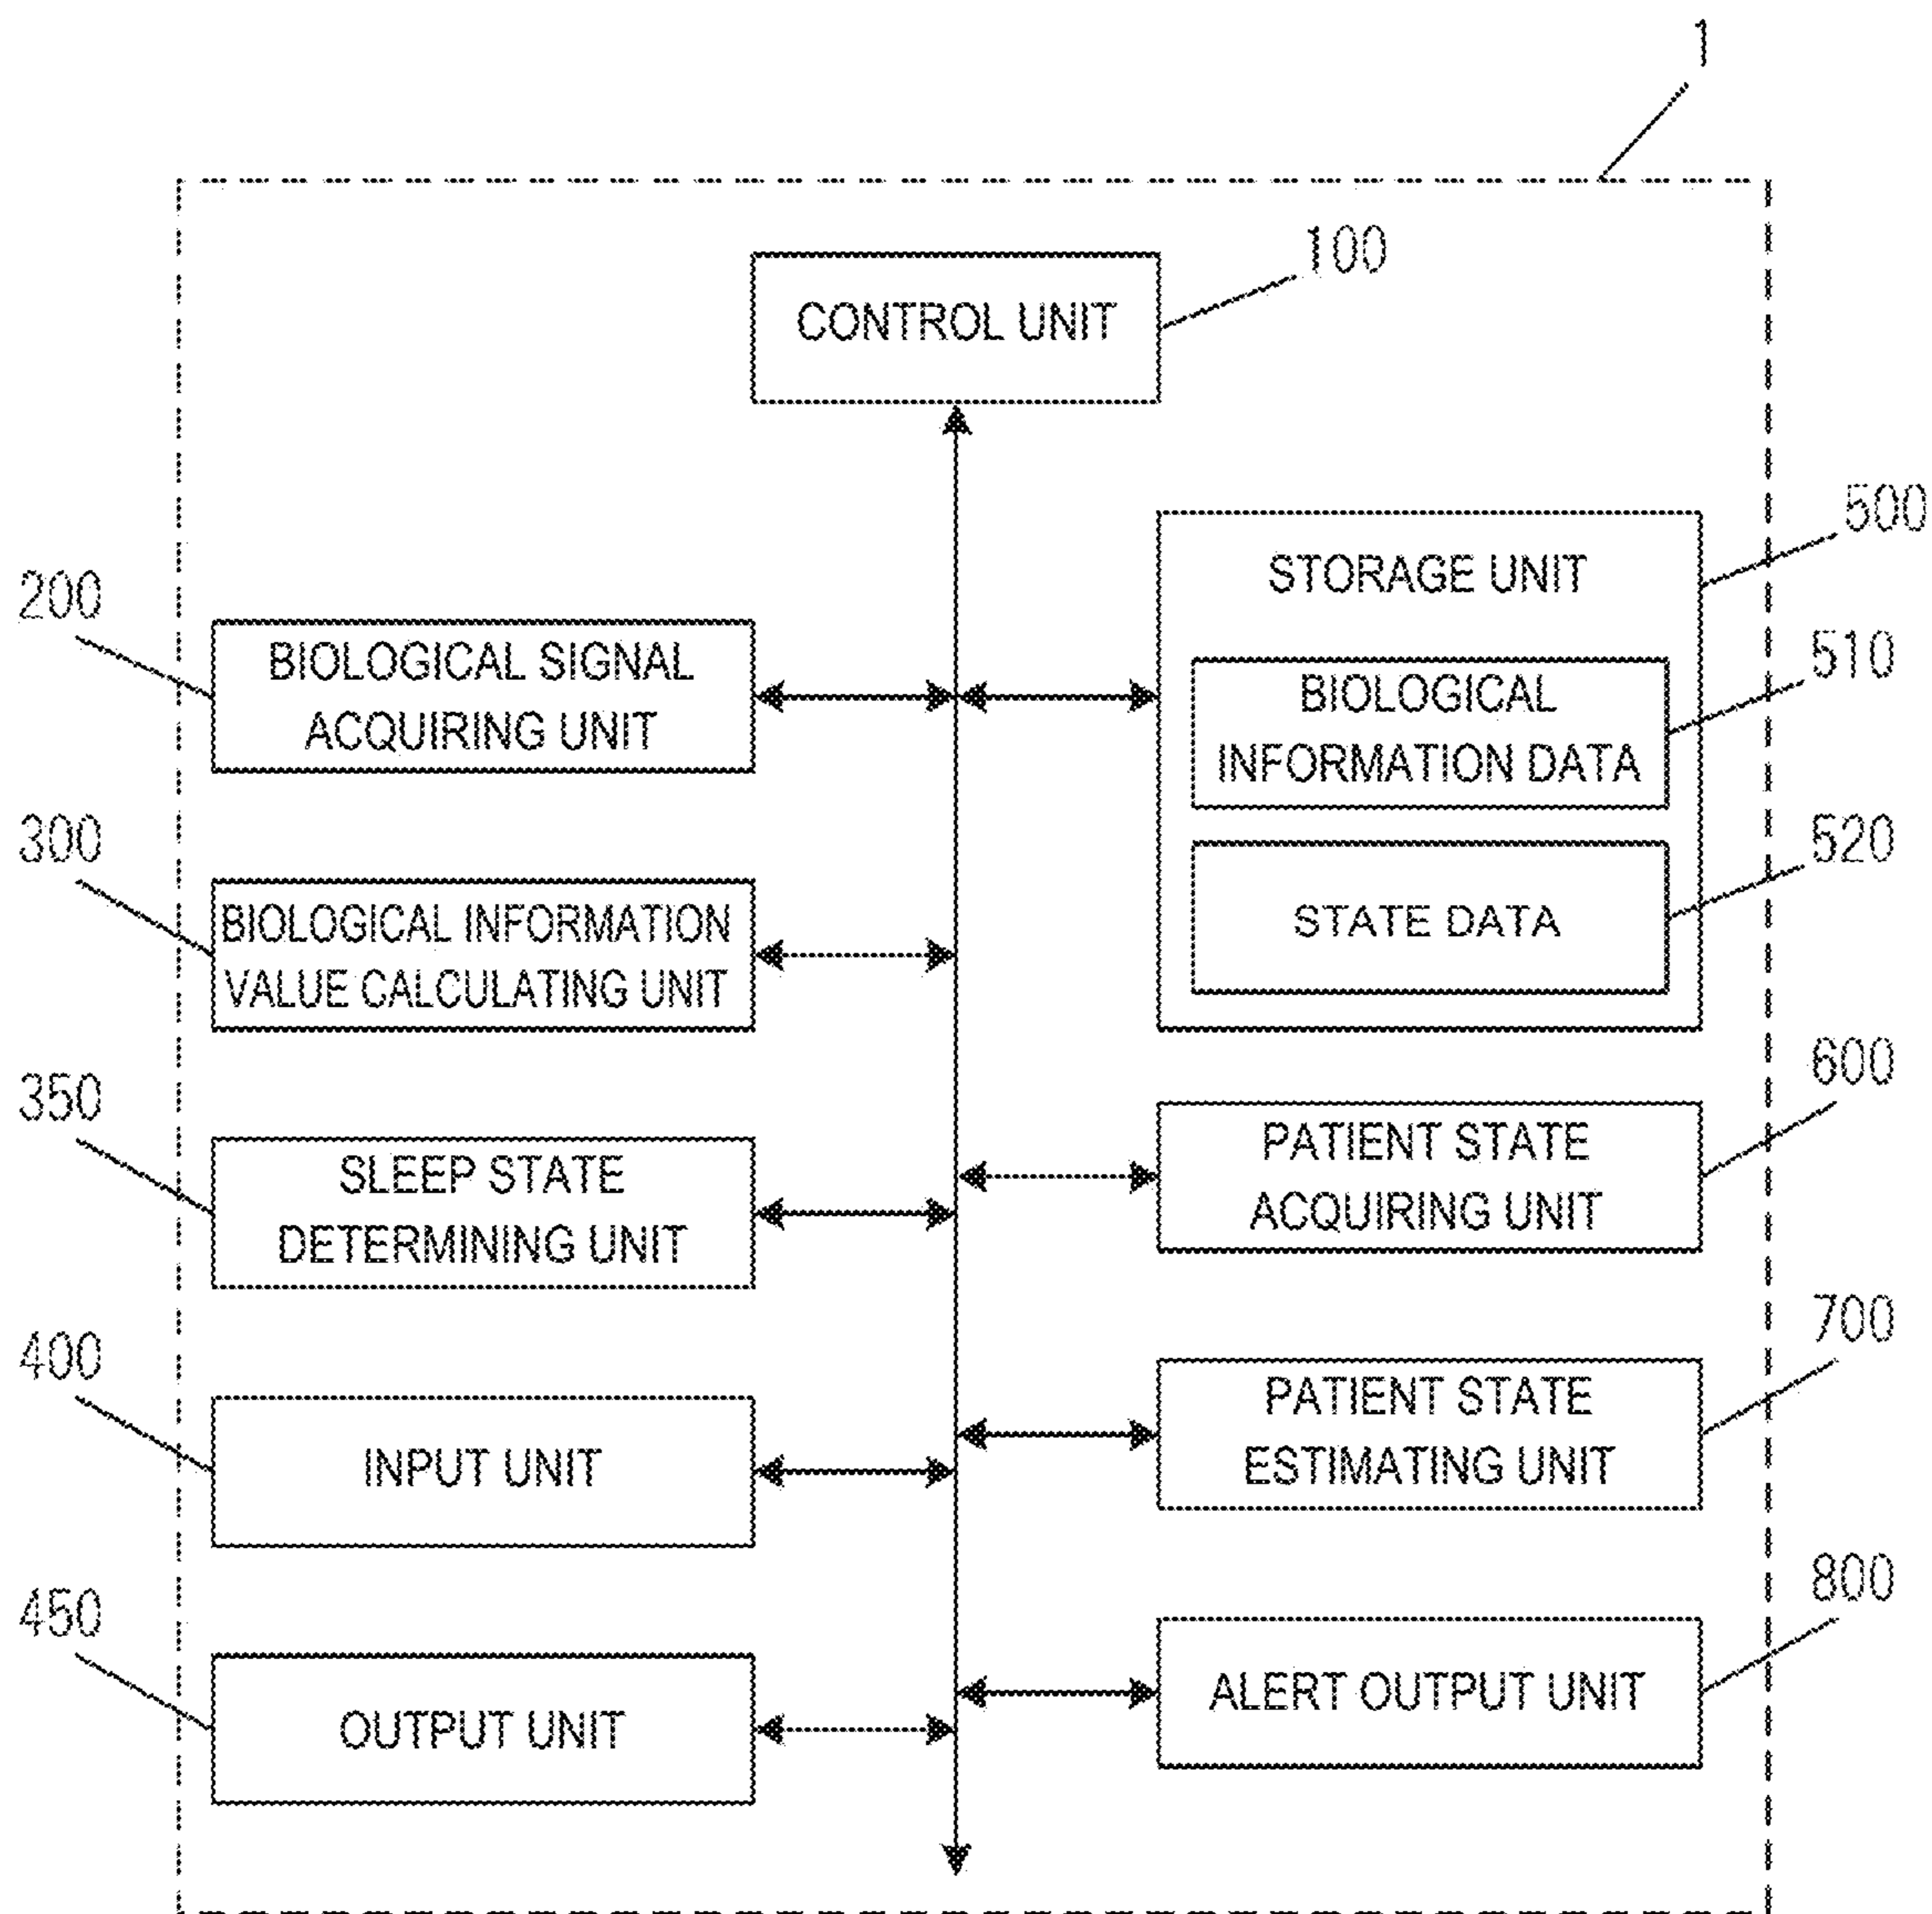 1
100
CONTROL UNIT
500
STORAGE UNIT
200
BIOLOGICAL SIGNAL
ACQUIRING UNIT
510
BIOLOGICAL
INFORMATION DATA
300
BIOLOGICAL INFORMATION
VALUE CALCULATING UNIT
520
STATE DATA
350
SLEEP STATE
DETERMINING UNIT
600
PATIENT STATE
ACQUIRING UNIT
400
INPUT UNIT
700
PATIENT STATE
ESTIMATING UNIT
450
OUTPUT UNIT
800
ALERT OUTPUT UNIT